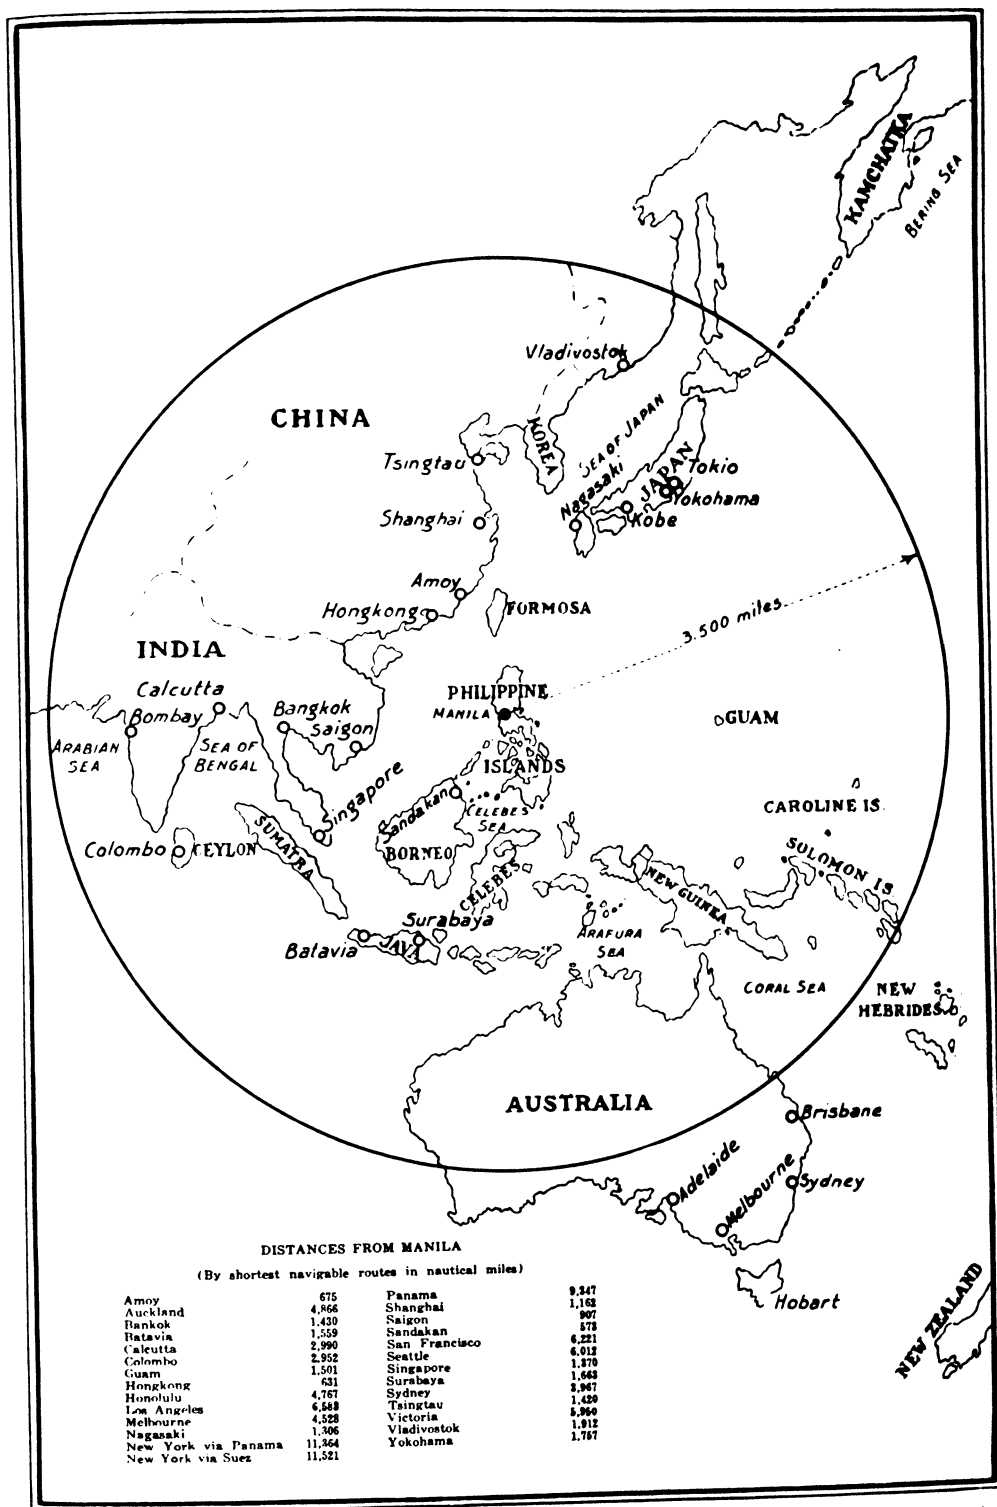 KAMCHATKA
BERING SEA
Vladivostok
CHINA
KOREA
SEA OF JAPAN
JAPAN
Tsingtau
Tokio
Nagasaki
Yokohama
Shanghai
Kobe
Amoy
Hongkong
FORMOSA
3.500 miles
INDIA
Calcutta
PHILIPPINE
MANILA
Bombay
Bangkok
Saigon
GUAM
ARABIAN
SEA
SEA OF
BENGAL
ISLANDS
Singapore
Sandakan
CELEBES
SEA
CAROLINE IS.
SUMATRA
Colombo
CEYLON
BORNEO
SULOMON IS
CELEBES
NEW GUINEA
Surabaya
Batavia
JAVA
ARAFURA
SEA
CORAL SEA
NEW
HEBRIDES
AUSTRALIA
Brisbane
Adelaide
Melbourne
Sydney
Hobart
NEW ZEALAND
DISTANCES FROM MANILA
(By shortest navigable routes in nautical miles)
Amoy 675
Auckland 4,866
Bankok 1,430
Batavia 1,559
Calcutta 2,990
Colombo 2,952
Guam 1,501
Hongkong 631
Honolulu 4,767
Los Angeles 6,588
Melbourne 4,528
Nagasaki 1,306
New York via Panama 11,364
New York via Suez 11,521
Panama 9,347
Shanghai 1,162
Saigon 907
Sandakan 573
San Francisco 6,221
Seattle 6,012
Singapore 1,370
Surabaya 1,663
Sydney 3,967
Tsingtau 1,420
Victoria 5,950
Vladivostok 1,912
Yokohama 1,757